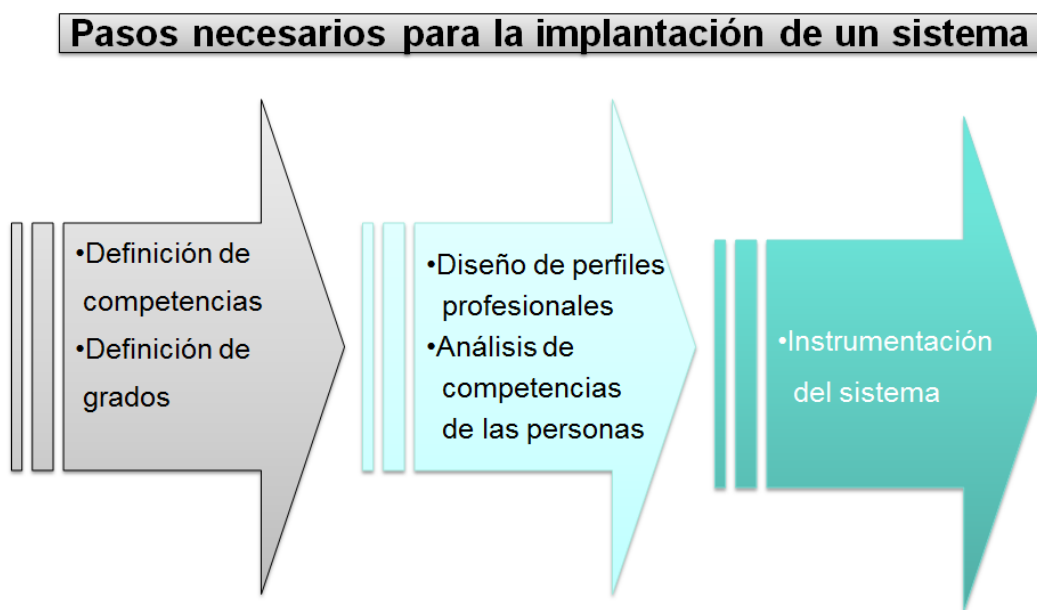 Pasos necesarios para la implantación de un sistema
•Definición de
competencias
•Definición de
grados
•Diseño de perfiles
profesionales
•Análisis de
competencias
de las personas
•Instrumentación
del sistema